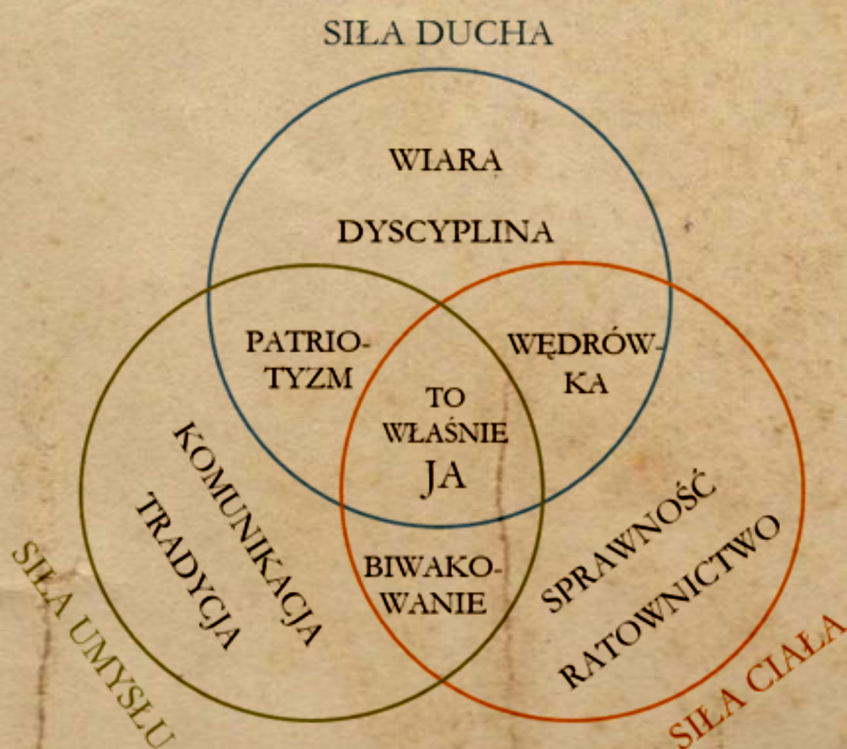 SIŁA DUCHA
WIARA
DYSCYPLINA
PATRIO-
TYZM
WĘDRÓW-
KA
TO
WŁAŚNIE
JA
KOMUNIKACJA
TRADYCJA
SIŁA UMYSŁU
BIWAKO-
WANIE
SPRAWNOŚĆ
RATOWNICTWO
SIŁA CIAŁA